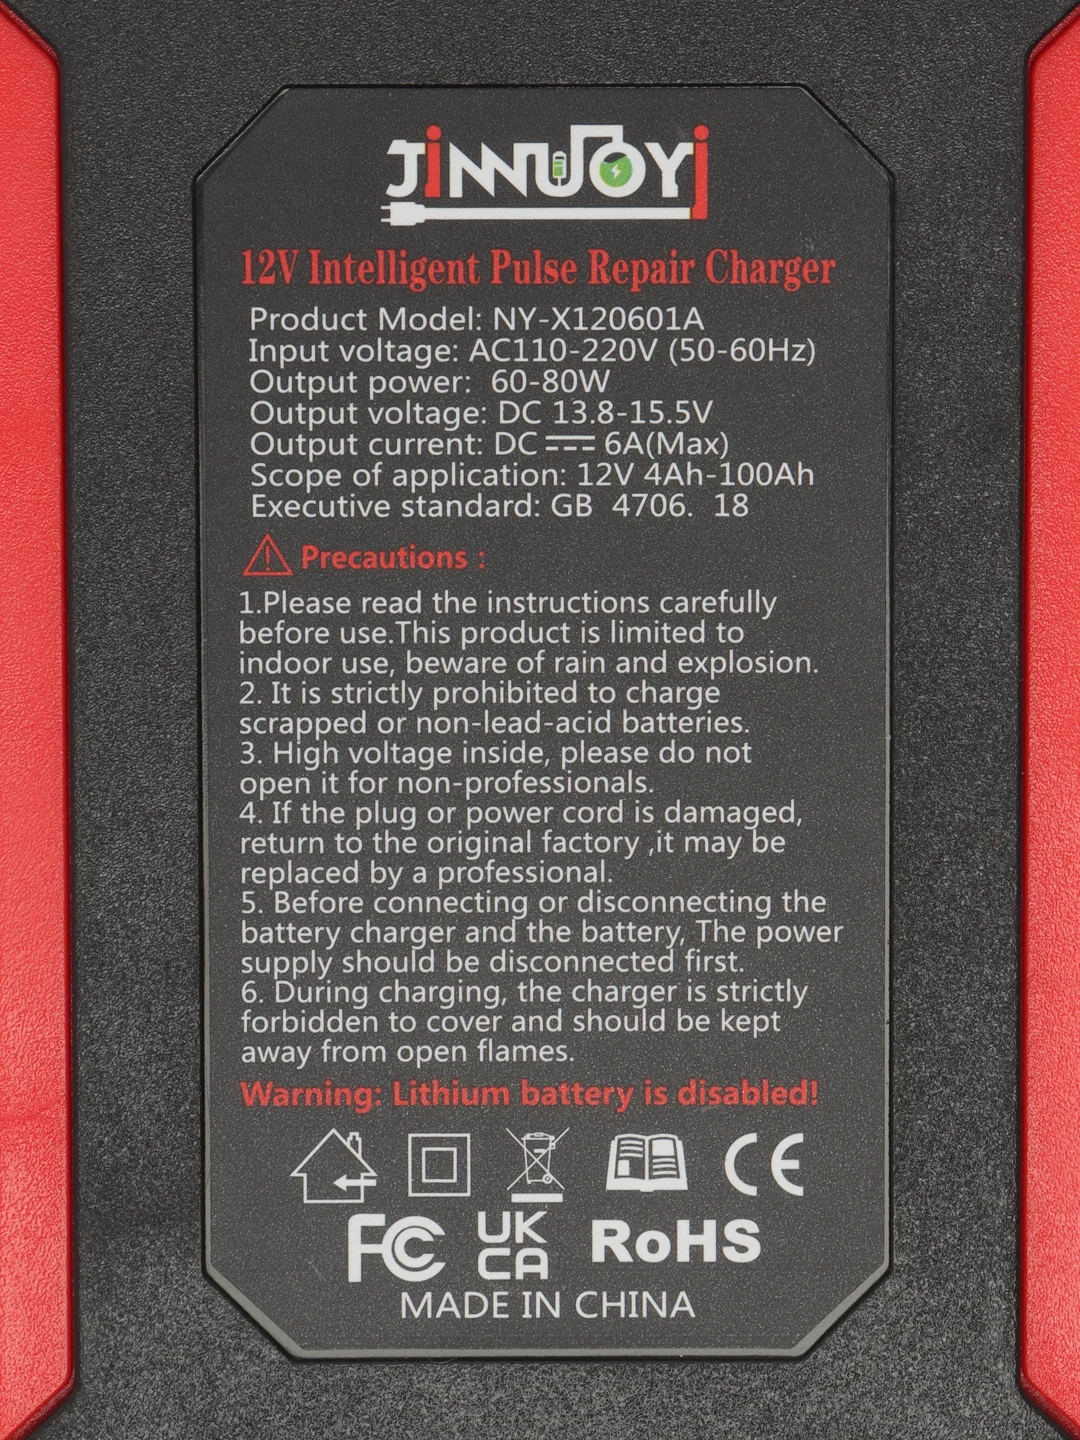 JINNUOYJ
12V Intelligent Pulse Repair Charger
Product Model: NY-X120601A
Input voltage: AC110-220V (50-60Hz)
Output power: 60-80W
Output voltage: DC 13.8-15.5V
Output current: DC ⎓ 6A(Max)
Scope of application: 12V 4Ah-100Ah
Executive standard: GB 4706. 18
Precautions :
1.Please read the instructions carefully
before use.This product is limited to
indoor use, beware of rain and explosion.
2. It is strictly prohibited to charge
scrapped or non-lead-acid batteries.
3. High voltage inside, please do not
open it for non-professionals.
4. If the plug or power cord is damaged,
return to the original factory ,it may be
replaced by a professional.
5. Before connecting or disconnecting the
battery charger and the battery, The power
supply should be disconnected first.
6. During charging, the charger is strictly
forbidden to cover and should be kept
away from open flames.
Warning: Lithium battery is disabled!
CE
FC
UK
CA
RoHS
MADE IN CHINA